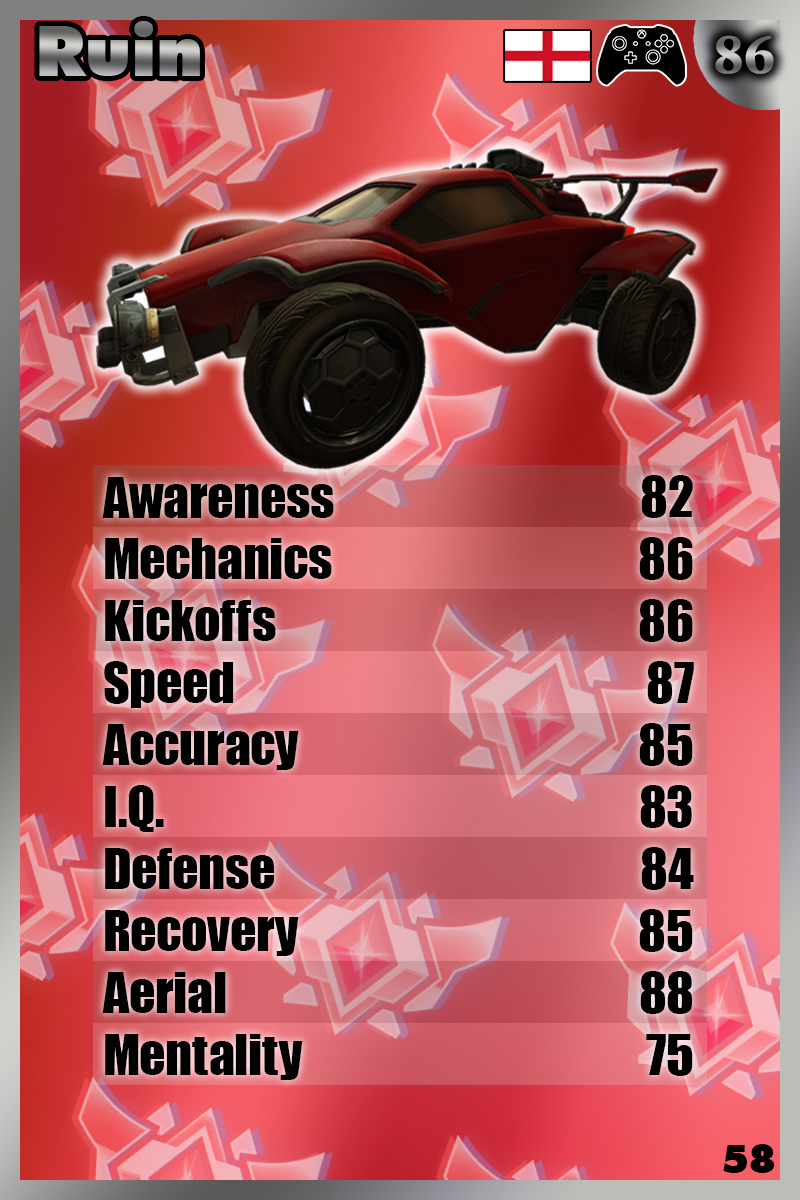 Ruin
86
Awareness 82
Mechanics 86
Kickoffs 86
Speed 87
Accuracy 85
I.Q. 83
Defense 84
Recovery 85
Aerial 88
Mentality 75
58